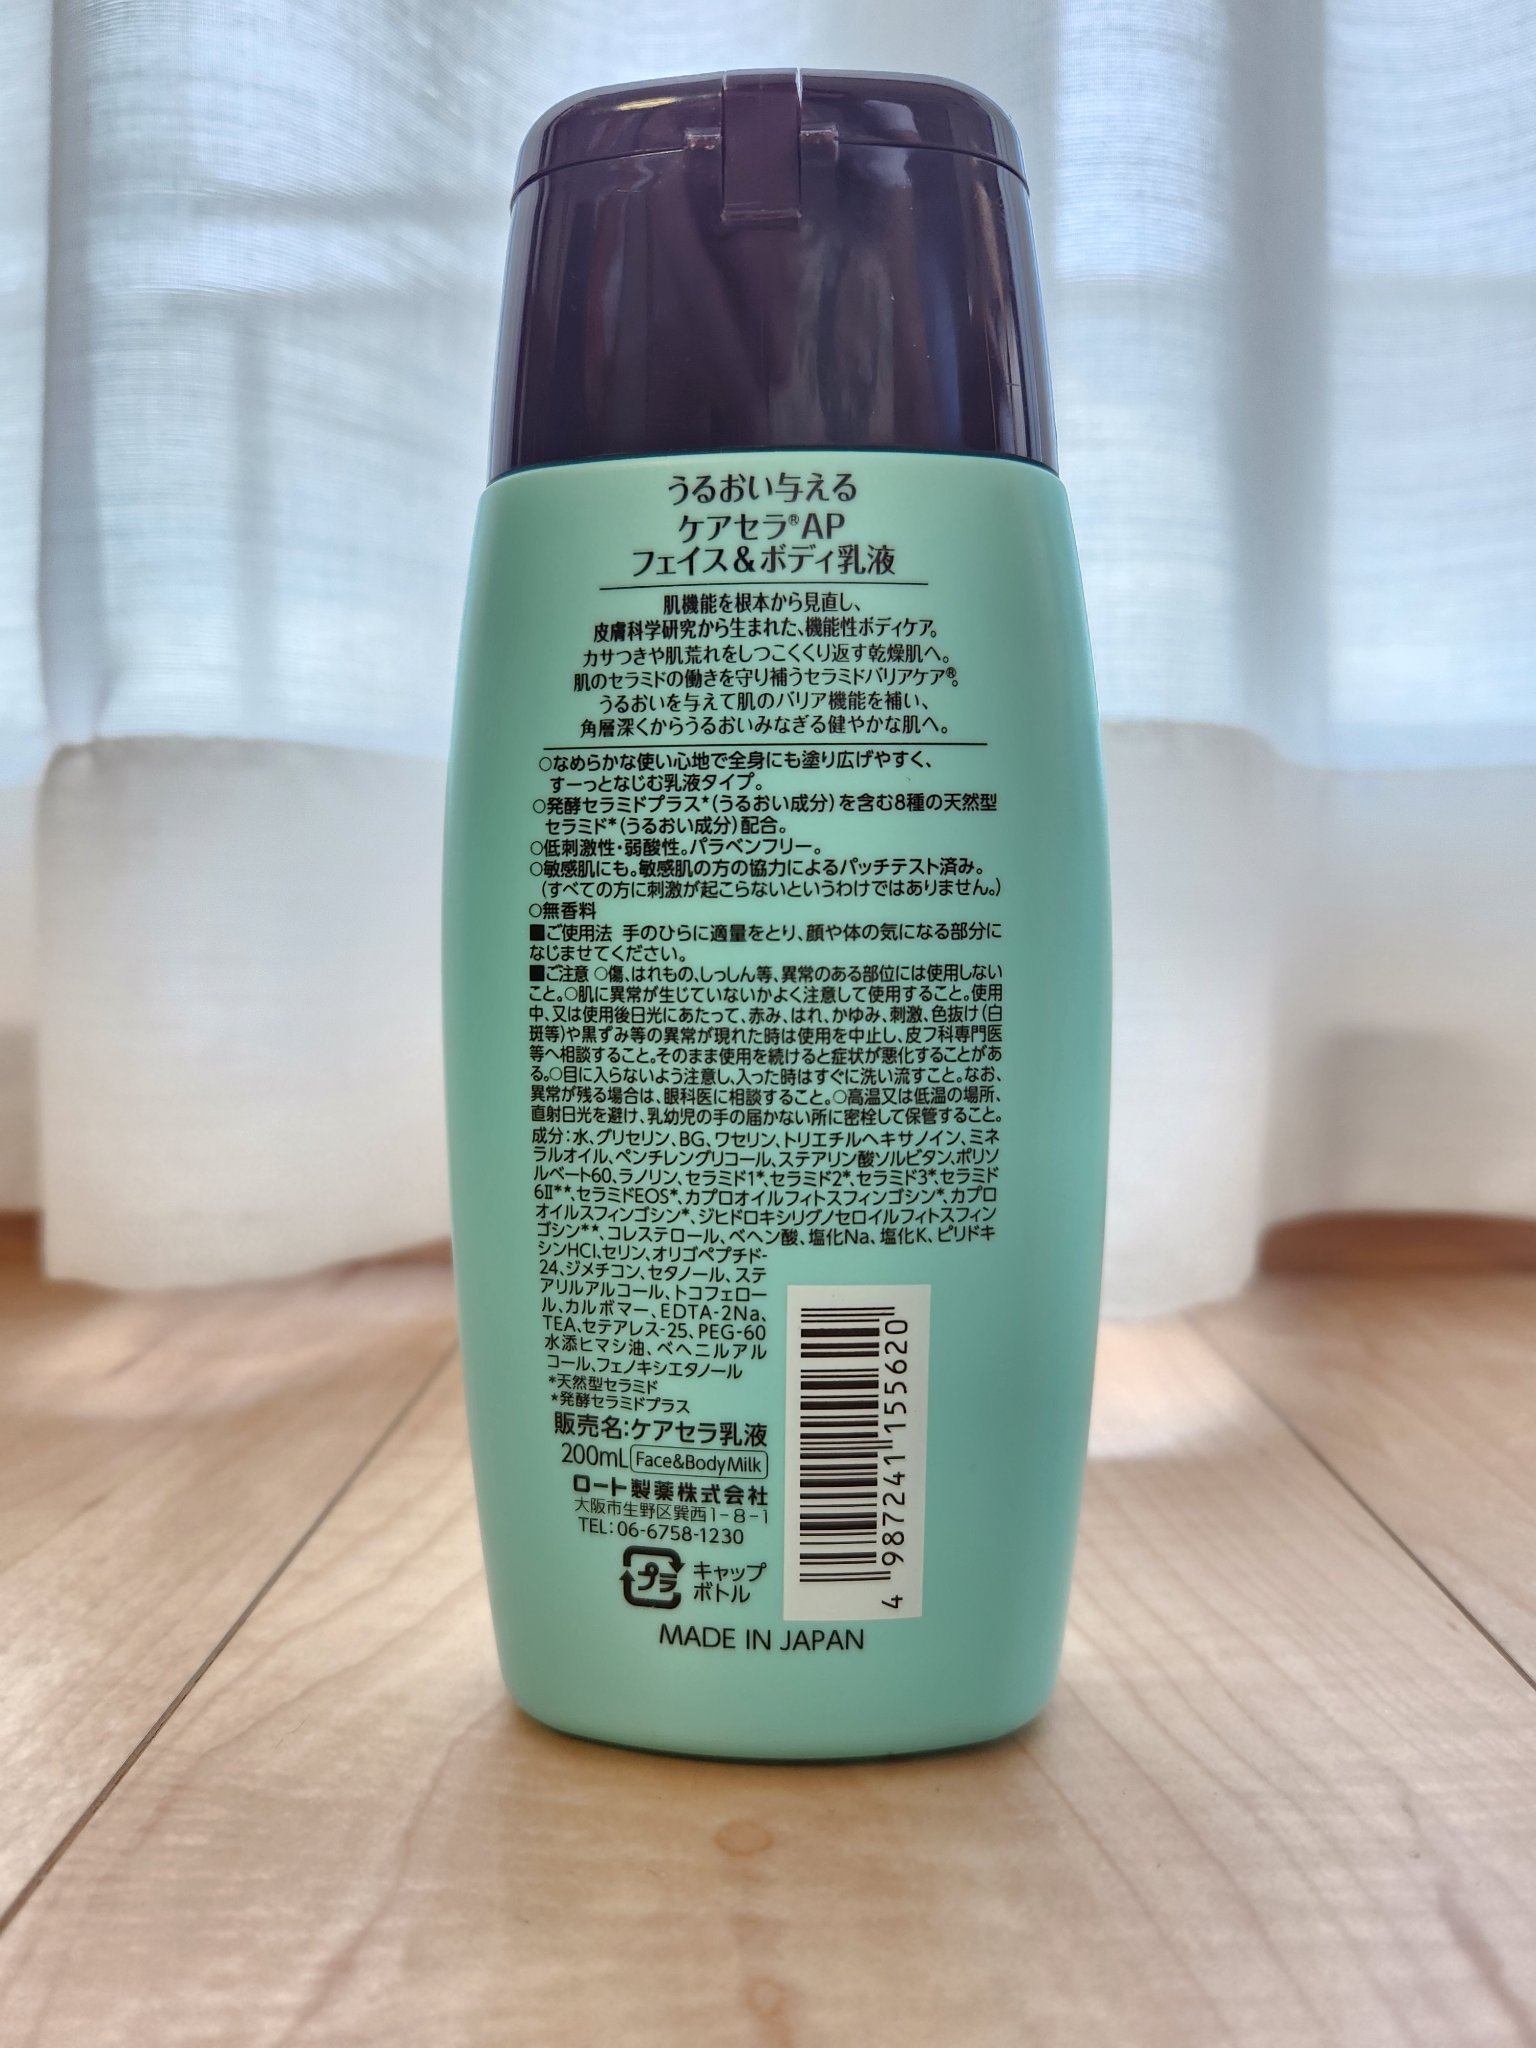 うるおい与える
ケアセラ®AP
フェイス&ボディ乳液
肌機能を根本から見直し、
皮膚科学研究から生まれた、機能性ボディケア。
カサつきや肌荒れをしつこくくり返す乾燥肌へ。
肌のセラミドの働きを守り補うセラミドバリアケア®。
うるおいを与えて肌のバリア機能を補い、
角層深くからうるおいみなぎる健やかな肌へ。
○なめらかな使い心地で全身にも塗り広げやすく、
すーっとなじむ乳液タイプ。
○発酵セラミドプラス*(うるおい成分)を含む8種の天然型
セラミド*(うるおい成分)配合。
○低刺激性・弱酸性。パラベンフリー。
○敏感肌にも。敏感肌の方の協力によるパッチテスト済み。
(すべての方に刺激が起こらないというわけではありません。)
○無香料
■ご使用法 手のひらに適量をとり、顔や体の気になる部分に
なじませてください。
■ご注意 ○傷、はれもの、しっしん等、異常のある部位には使用しない
こと。○肌に異常が生じていないかよく注意して使用すること。使用
中、又は使用後日光にあたって、赤み、はれ、かゆみ、刺激、色抜け(白
斑等)や黒ずみ等の異常が現れた時は使用を中止し、皮フ科専門医
等へ相談すること。そのまま使用を続けると症状が悪化することがあ
る。○目に入らないよう注意し、入った時はすぐに洗い流すこと。なお、
異常が残る場合は、眼科医に相談すること。○高温又は低温の場所、
直射日光を避け、乳幼児の手の届かない所に密栓して保管すること。
成分:水、グリセリン、BG、ワセリン、トリエチルヘキサノイン、ミネ
ラルオイル、ペンチレングリコール、ステアリン酸ソルビタン、ポリソ
ルベート60、ラノリン、セラミド1*、セラミド2*、セラミド3*、セラミド
6Ⅱ*★、セラミドEOS*、カプロオイルフィトスフィンゴシン*、カプロ
オイルスフィンゴシン*、ジヒドロキシリグノセロイルフィトスフィン
ゴシン*★、コレステロール、ベヘン酸、塩化Na、塩化K、ピリドキ
シンHCl、セリン、オリゴペプチド-
24、ジメチコン、セタノール、ステ
アリルアルコール、トコフェロー
ル、カルボマー、EDTA-2Na、
TEA、セテアレス-25、PEG-60
水添ヒマシ油、ベヘニルアル
コール、フェノキシエタノール
*天然型セラミド
★発酵セラミドプラス
販売名:ケアセラ乳液
200mL Face&BodyMilk
ロート製薬株式会社
大阪市生野区巽西1-8-1
TEL:06-6758-1230
プラ キャップ
ボトル
4 987241 155620
MADE IN JAPAN